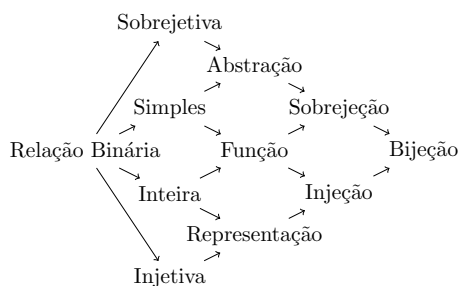 Sobrejetiva
Abstração
Simples
Sobrejeção
Relação Binária
Função
Bijeção
Inteira
Injeção
Representação
Injetiva